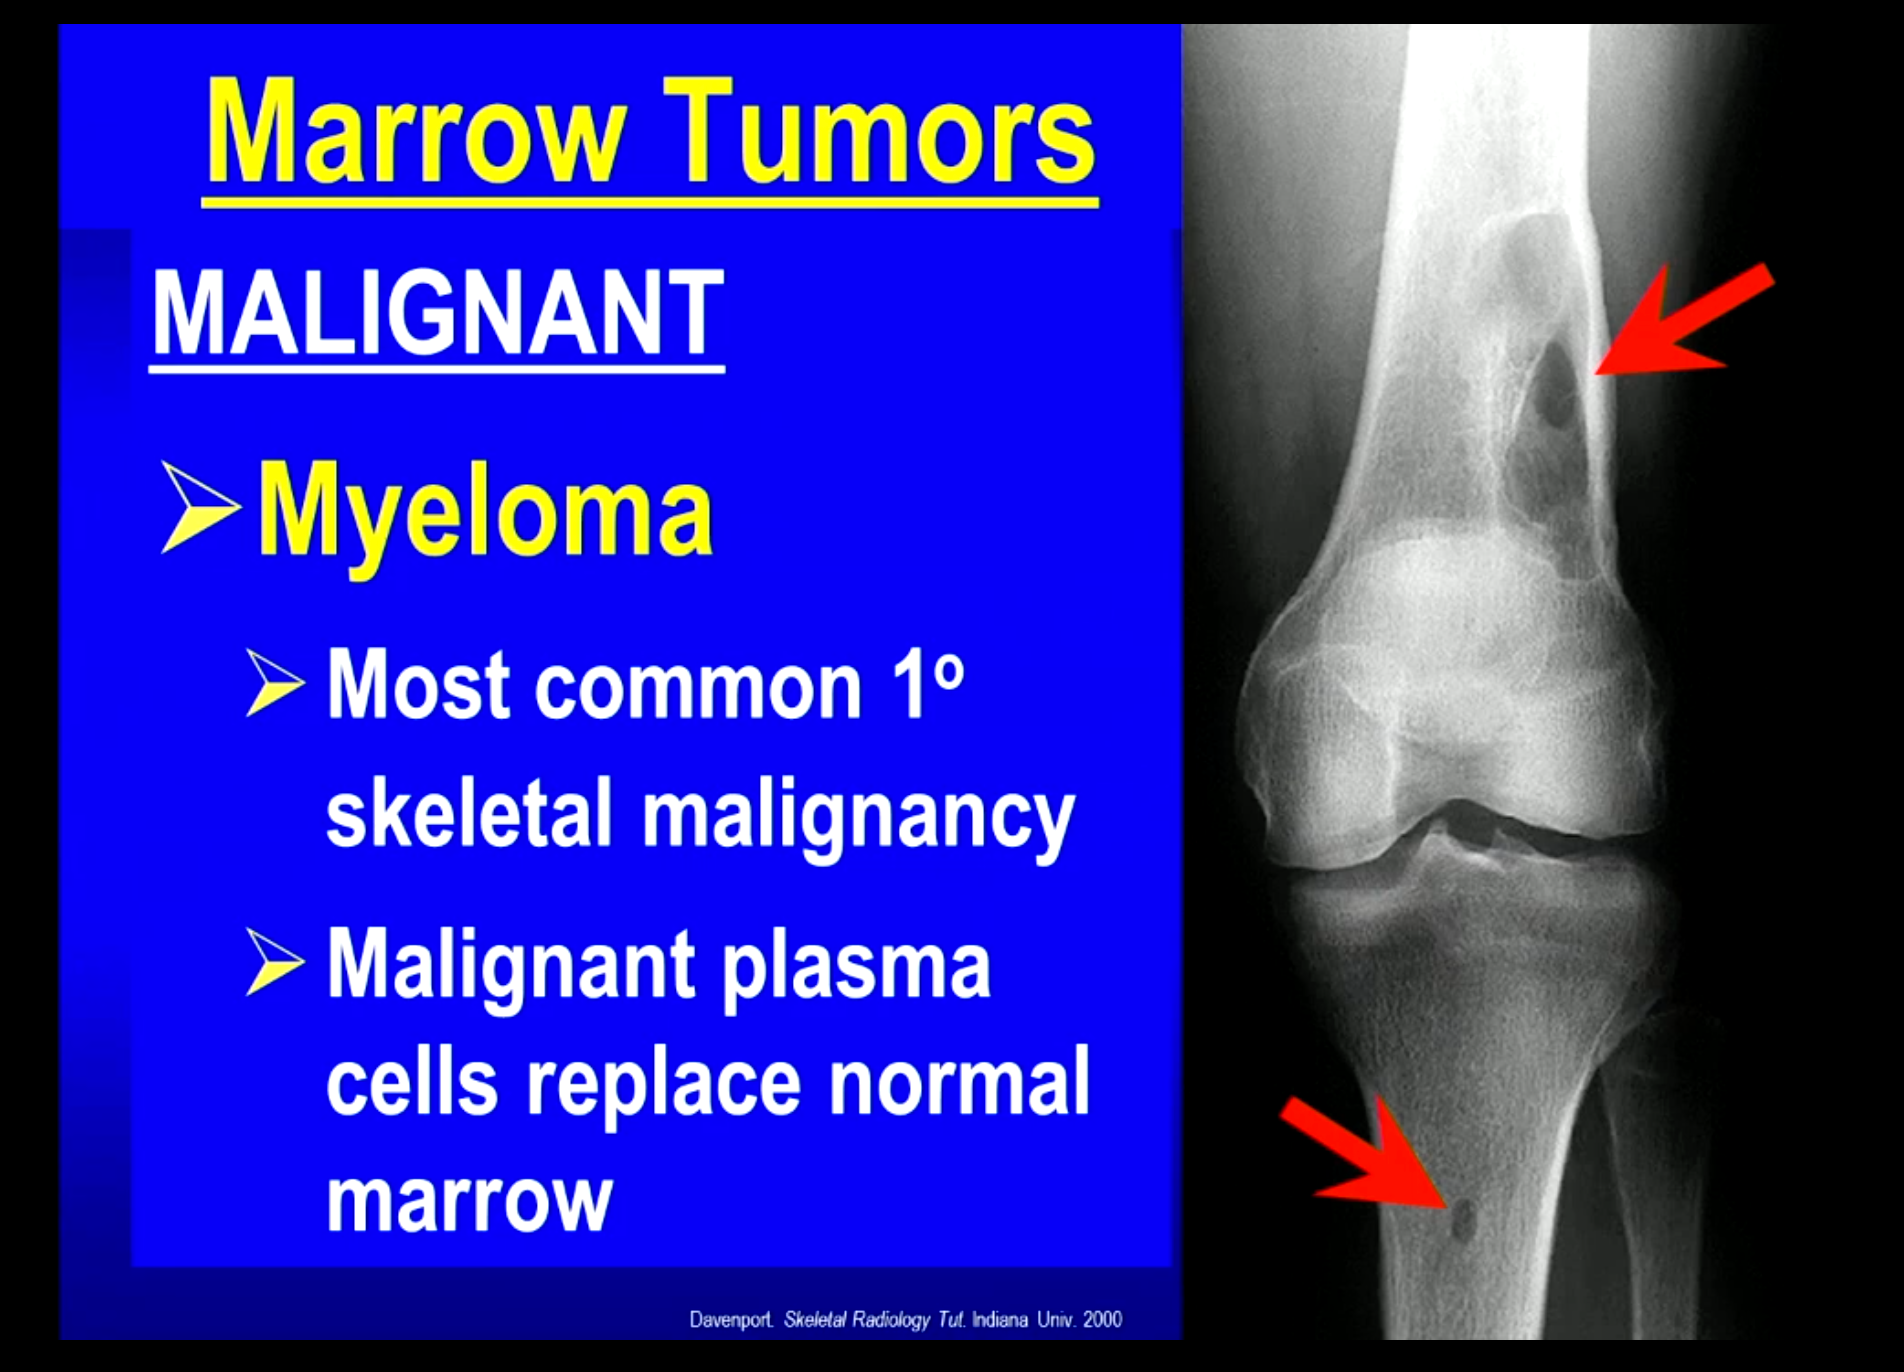 Marrow Tumors
MALIGNANT
Myeloma
Most common 1º
skeletal malignancy
Malignant plasma
cells replace normal
marrow
Davenport. Skeletal Radiology Tut. Indiana Univ. 2000